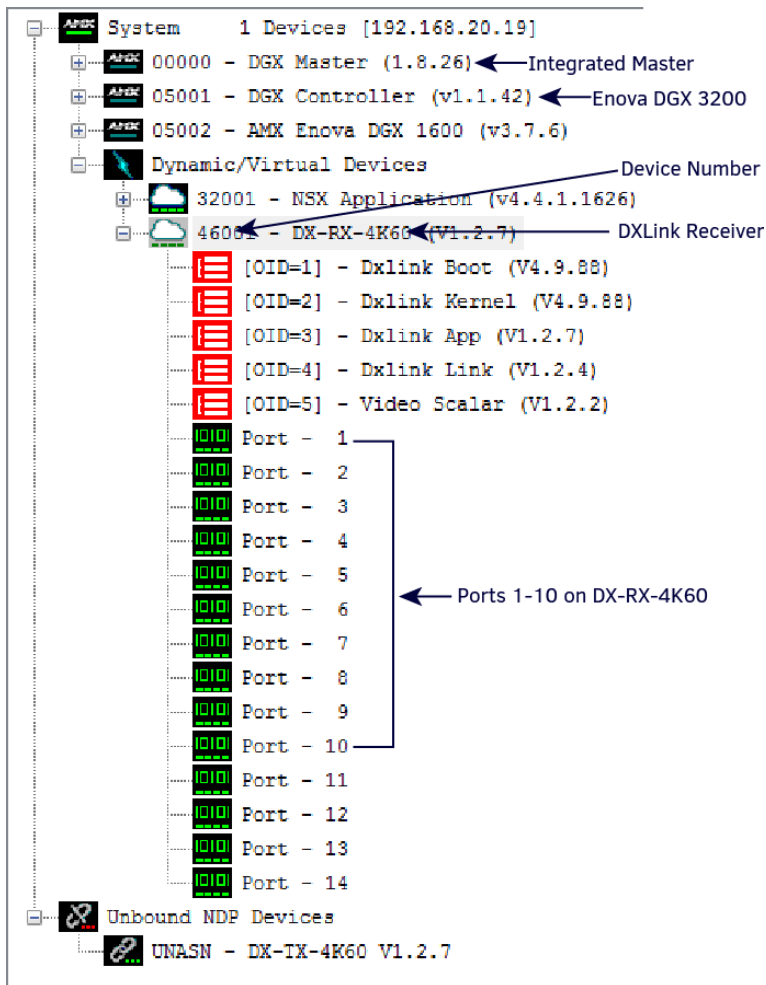 System 1 Devices [192.168.20.19]
00000 - DGX Master (1.8.26) Integrated Master
05001 - DGX Controller (v1.1.42) Enova DGX 3200
05002 - AMX Enova DGX 1600 (v3.7.6)
Dynamic/Virtual Devices
Device Number
32001 - NSX Application (v4.4.1.1626)
46001 - DX-RX-4K60 (V1.2.7) DXLink Receiver
[OID=1] - Dxlink Boot (V4.9.88)
[OID=2] - Dxlink Kernel (V4.9.88)
[OID=3] - Dxlink App (V1.2.7)
[OID=4] - Dxlink Link (V1.2.4)
[OID=5] - Video Scalar (V1.2.2)
Port - 1
Port - 2
Port - 3
Port - 4
Port - 5
Ports 1-10 on DX-RX-4K60
Port - 6
Port - 7
Port - 8
Port - 9
Port - 10
Port - 11
Port - 12
Port - 13
Port - 14
Unbound NDP Devices
UNASN - DX-TX-4K60 V1.2.7